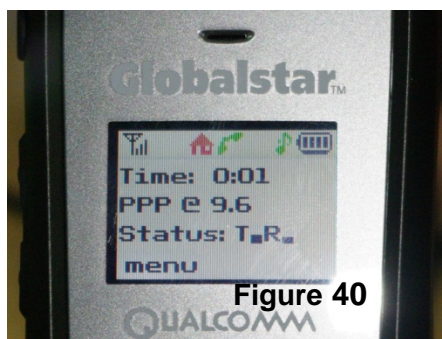 Globalstar™
Time: 0:01
PPP @ 9.6
Status: T R
menu
Figure 40
QUALCOMM